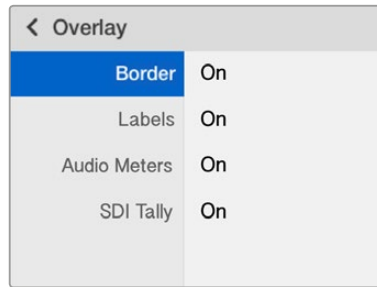 Overlay
Border On
Labels On
Audio Meters On
SDI Tally On